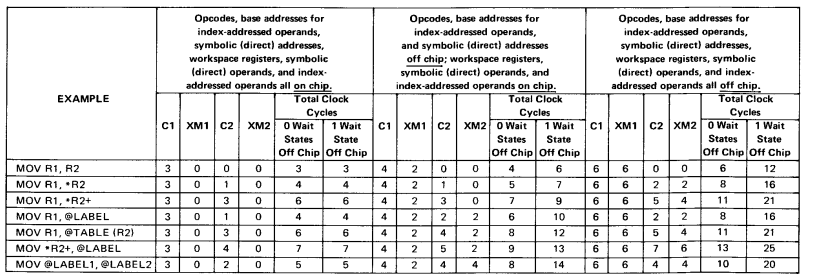 EXAMPLE
Opcodes, base addresses for
index-addressed operands,
symbolic (direct) addresses,
workspace registers, symbolic
(direct) operands, and index-
addressed operands all on chip.
Opcodes, base addresses for
index-addressed operands,
and symbolic (direct) addresses
off chip; workspace registers,
symbolic (direct) operands, and
index-addressed operands on chip.
Opcodes, base addresses for
index-addressed operands,
symbolic (direct) addresses,
workspace registers, symbolic
(direct) operands, and index-
addressed operands all off chip.
C1 XM1 C2 XM2 Total Clock Cycles 0 Wait States Off Chip 1 Wait State Off Chip
C1 XM1 C2 XM2 Total Clock Cycles 0 Wait States Off Chip 1 Wait State Off Chip
C1 XM1 C2 XM2 Total Clock Cycles 0 Wait States Off Chip 1 Wait State Off Chip
MOV R1, R2 3 0 0 0 3 3 4 2 0 0 4 6 6 6 0 0 6 12
MOV R1, *R2 3 0 1 0 4 4 4 2 1 0 5 7 6 6 2 2 8 16
MOV R1, *R2+ 3 0 3 0 6 6 4 2 3 0 7 9 6 6 5 4 11 21
MOV R1, @LABEL 3 0 1 0 4 4 4 2 2 2 6 10 6 6 2 2 8 16
MOV R1, @TABLE (R2) 3 0 3 0 6 6 4 2 4 2 8 12 6 6 5 4 11 21
MOV *R2+, @LABEL 3 0 4 0 7 7 4 2 5 2 9 13 6 6 7 6 13 25
MOV @LABEL1, @LABEL2 3 0 2 0 5 5 4 2 4 4 8 14 6 6 4 4 10 20